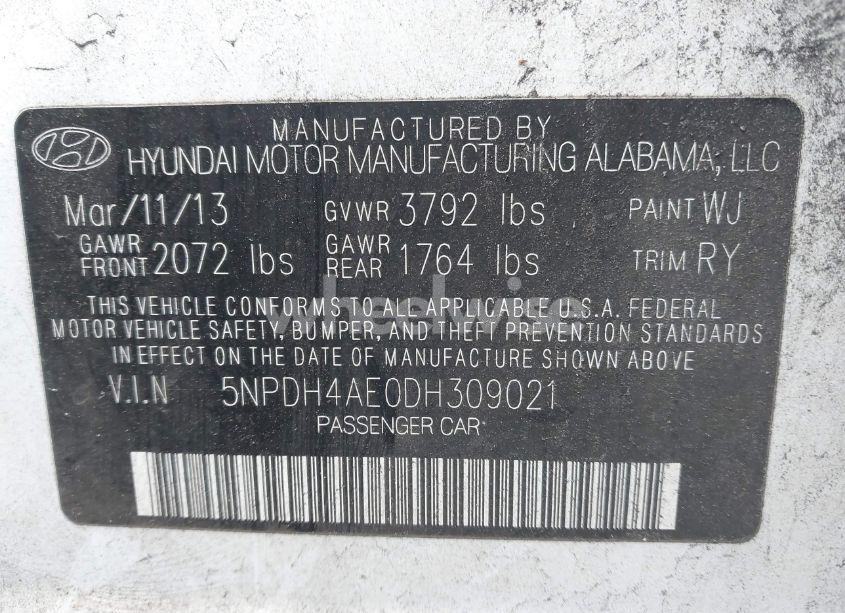 MANUFACTURED BY
HYUNDAI MOTOR MANUFACTURING ALABAMA, LLC
Mar/11/13 GVWR 3792 lbs PAINT WJ
GAWR FRONT 2072 lbs GAWR REAR 1764 lbs TRIM RY
THIS VEHICLE CONFORMS TO ALL APPLICABLE U.S.A. FEDERAL
MOTOR VEHICLE SAFETY, BUMPER, AND THEFT PREVENTION STANDARDS
IN EFFECT ON THE DATE OF MANUFACTURE SHOWN ABOVE
V.I.N 5NPDH4AE0DH309021
PASSENGER CAR